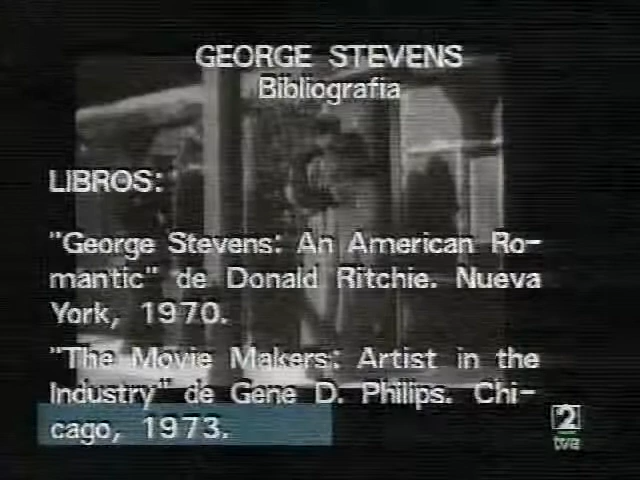 GEORGE STEVENS
Bibliografia
LIBROS:
"George Stevens: An American Ro-
mantic" de Donald Ritchie. Nueva
York, 1970.
"The Movie Makers: Artist in the
Industry" de Gene D. Philips. Chi-
cago, 1973.
2
tve